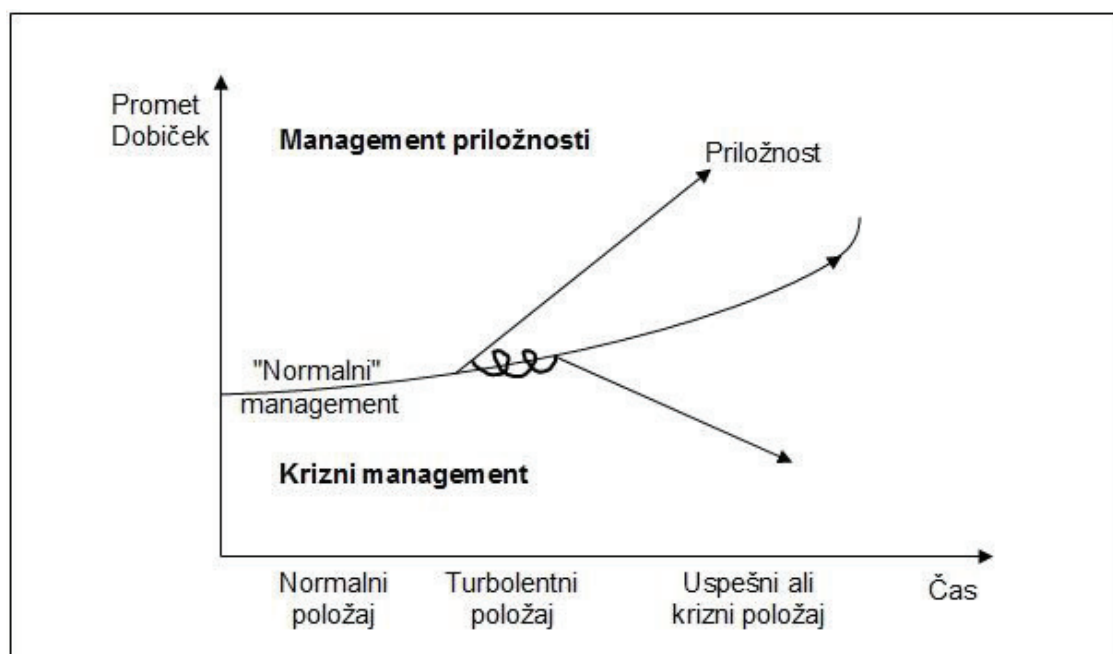 Promet
Dobiček
Management priložnosti
Priložnost
"Normalni"
management
Krizni management
Normalni
položaj
Turbolentni
položaj
Uspešni ali
krizni položaj
Čas